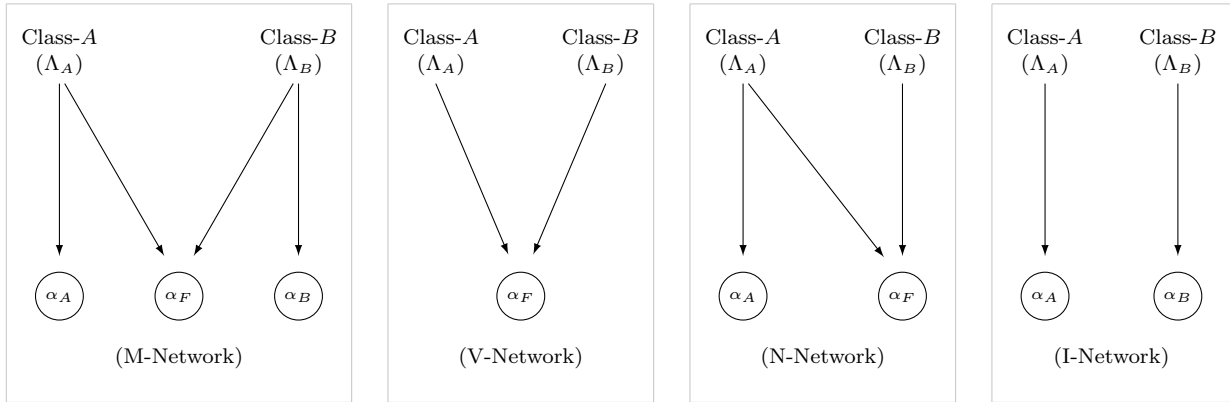 Class-A Class-B Class-A Class-B Class-A Class-B Class-A Class-B
(Λ_A) (Λ_B) (Λ_A) (Λ_B) (Λ_A) (Λ_B) (Λ_A) (Λ_B)
α_A α_F α_B α_F α_A α_F α_A α_B
(M-Network) (V-Network) (N-Network) (I-Network)